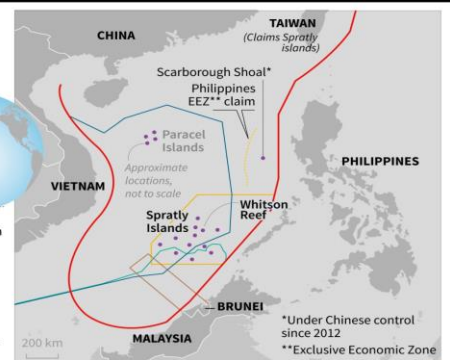 CHINA
TAIWAN
(Claims Spratly
islands)
Scarborough Shoal*
Philippines
EEZ** claim
Paracel
Islands
Approximate
locations,
not to scale
PHILIPPINES
VIETNAM
Spratly
Islands
Whitson
Reef
BRUNEI
MALAYSIA
200 km
*Under Chinese control
since 2012
**Exclusive Economic Zone